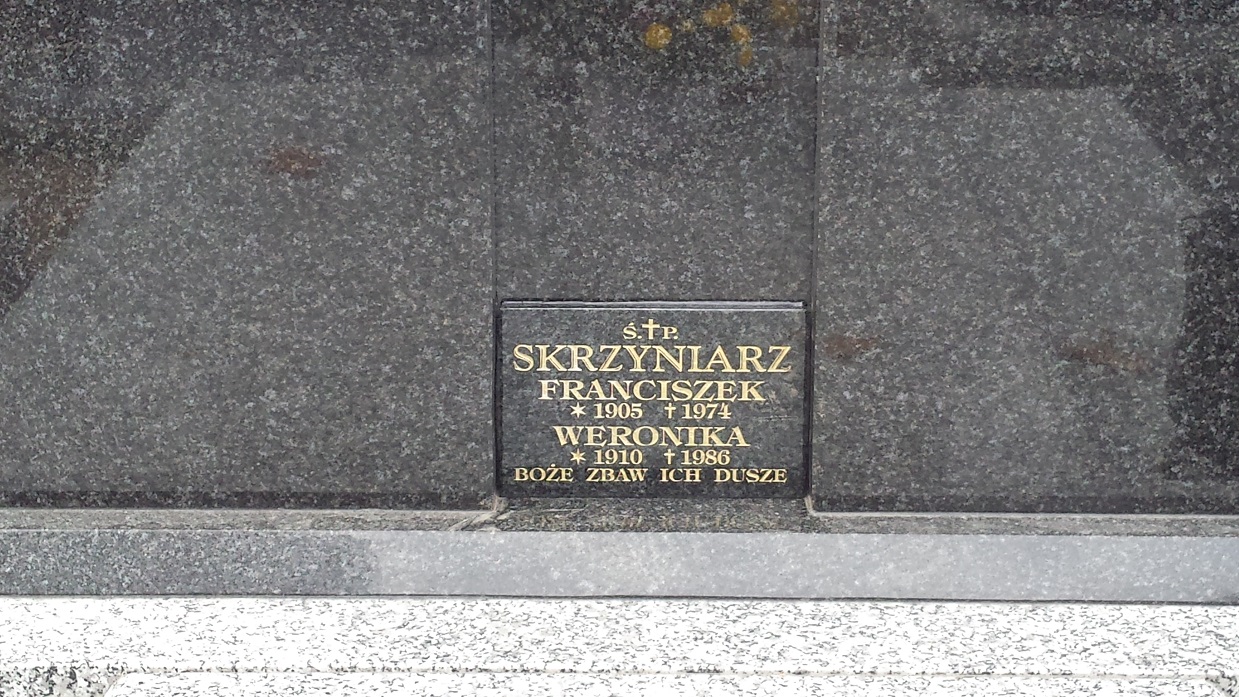 Ś.✝P.
SKRZYNIARZ
FRANCISZEK
✶ 1905 ✝ 1974
WERONIKA
✶ 1910 ✝ 1986
BOŻE ZBAW ICH DUSZE